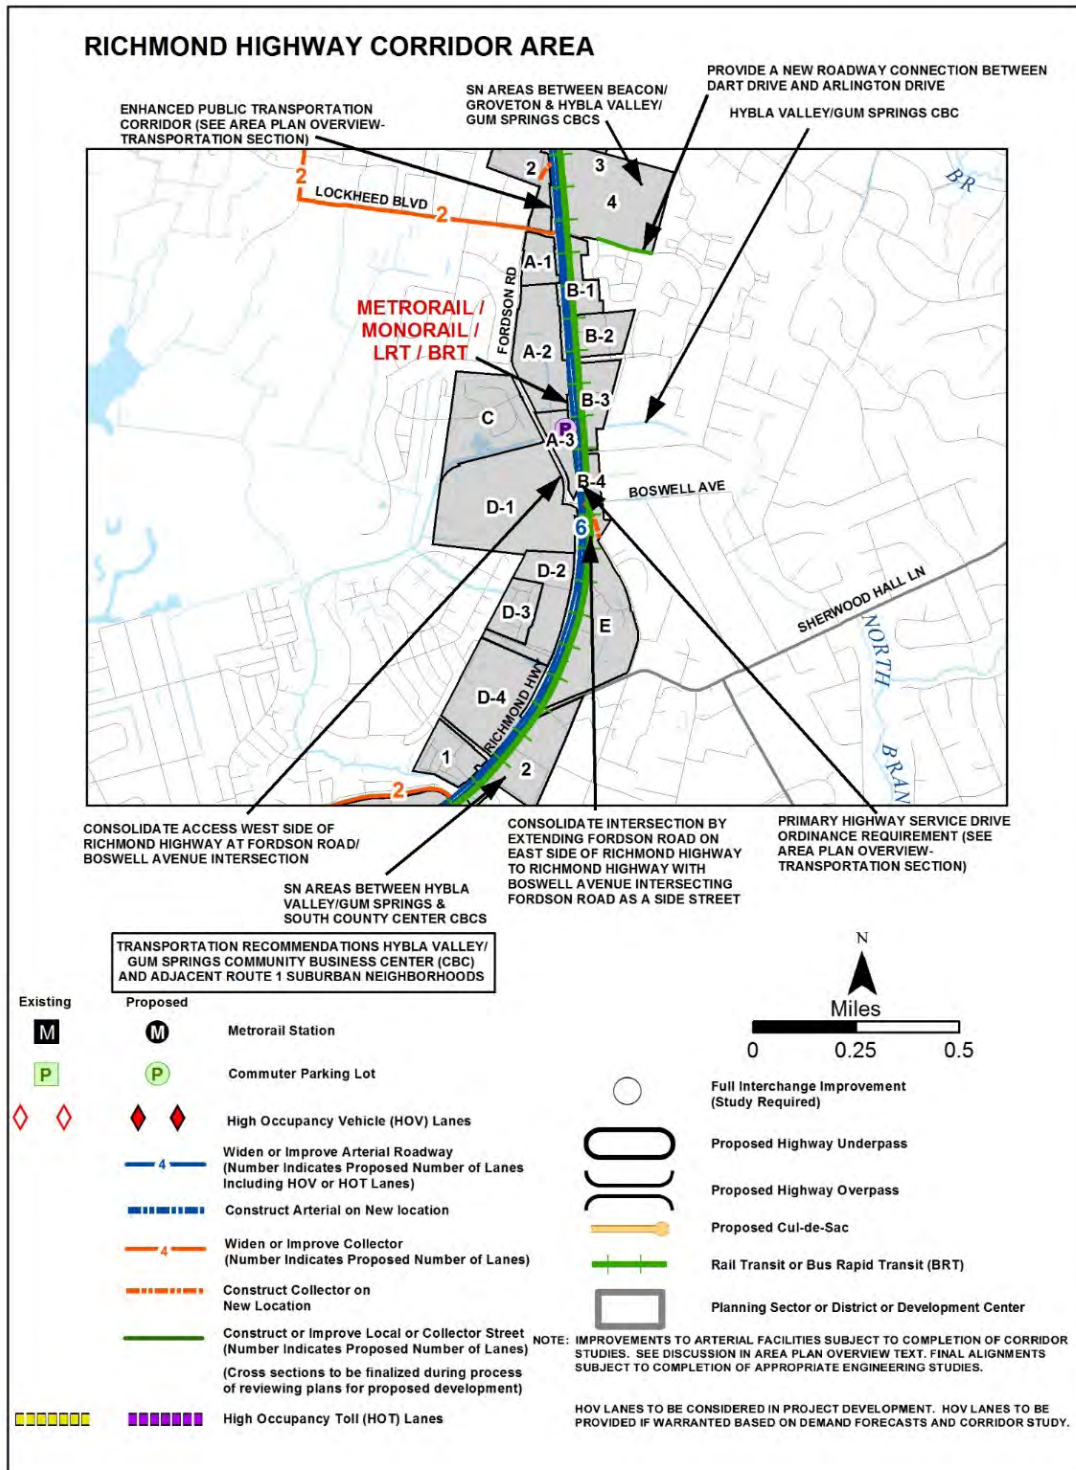 RICHMOND HIGHWAY CORRIDOR AREA
PROVIDE A NEW ROADWAY CONNECTION BETWEEN
DART DRIVE AND ARLINGTON DRIVE
SN AREAS BETWEEN BEACON/
GROVETON & HYBLA VALLEY/
GUM SPRINGS CBCS
ENHANCED PUBLIC TRANSPORTATION
CORRIDOR (SEE AREA PLAN OVERVIEW-
TRANSPORTATION SECTION)
HYBLA VALLEY/GUM SPRINGS CBC
2
LOCKHEED BLVD
2
2
3
4
BR
A-1
FORDSON RD
B-1
METRORAIL /
MONORAIL /
LRT / BRT
A-2
B-2
B-3
C
P
A-3
B-4
BOSWELL AVE
D-1
6
D-2
D-3
E
SHERWOOD HALL LN
NORTH
BRAN
D-4
RICHMOND HWY
1
2
2
CONSOLIDATE ACCESS WEST SIDE OF
RICHMOND HIGHWAY AT FORDSON ROAD/
BOSWELL AVENUE INTERSECTION
CONSOLIDATE INTERSECTION BY
EXTENDING FORDSON ROAD ON
EAST SIDE OF RICHMOND HIGHWAY
TO RICHMOND HIGHWAY WITH
BOSWELL AVENUE INTERSECTING
FORDSON ROAD AS A SIDE STREET
PRIMARY HIGHWAY SERVICE DRIVE
ORDINANCE REQUIREMENT (SEE
AREA PLAN OVERVIEW-
TRANSPORTATION SECTION)
SN AREAS BETWEEN HYBLA
VALLEY/GUM SPRINGS &
SOUTH COUNTY CENTER CBCS
TRANSPORTATION RECOMMENDATIONS HYBLA VALLEY/
GUM SPRINGS COMMUNITY BUSINESS CENTER (CBC)
AND ADJACENT ROUTE 1 SUBURBAN NEIGHBORHOODS
N
Miles
0 0.25 0.5
Existing Proposed
M M Metrorail Station
P P Commuter Parking Lot
High Occupancy Vehicle (HOV) Lanes
4 Widen or Improve Arterial Roadway
(Number Indicates Proposed Number of Lanes
Including HOV or HOT Lanes)
Construct Arterial on New location
4 Widen or Improve Collector
(Number Indicates Proposed Number of Lanes)
Construct Collector on
New Location
Construct or Improve Local or Collector Street
(Number Indicates Proposed Number of Lanes)
(Cross sections to be finalized during process
of reviewing plans for proposed development)
High Occupancy Toll (HOT) Lanes
Full Interchange Improvement
(Study Required)
Proposed Highway Underpass
Proposed Highway Overpass
Proposed Cul-de-Sac
Rail Transit or Bus Rapid Transit (BRT)
Planning Sector or District or Development Center
NOTE: IMPROVEMENTS TO ARTERIAL FACILITIES SUBJECT TO COMPLETION OF CORRIDOR
STUDIES. SEE DISCUSSION IN AREA PLAN OVERVIEW TEXT. FINAL ALIGNMENTS
SUBJECT TO COMPLETION OF APPROPRIATE ENGINEERING STUDIES.
HOV LANES TO BE CONSIDERED IN PROJECT DEVELOPMENT. HOV LANES TO BE
PROVIDED IF WARRANTED BASED ON DEMAND FORECASTS AND CORRIDOR STUDY.